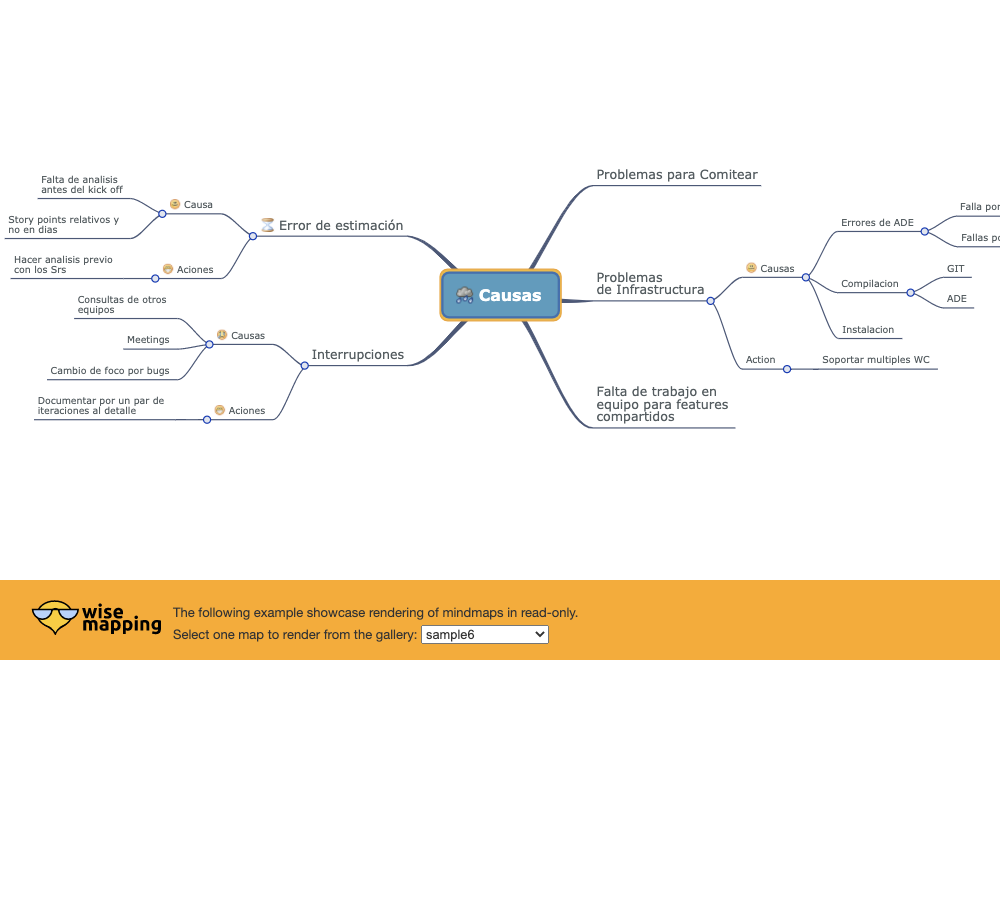 Causas
Problemas para Comitear
Problemas
de Infrastructura
Causas
Errores de ADE
Falla por
Fallas
Compilacion
GIT
ADE
Instalacion
Action
Soportar multiples WC
Falta de trabajo en
equipo para features
compartidos
Error de estimación
Causa
Falta de analisis
antes del kick off
Story points relativos y
no en dias
Aciones
Hacer analisis previo
con los Srs
Interrupciones
Causas
Consultas de otros
equipos
Meetings
Cambio de foco por bugs
Aciones
Documentar por un par de
iteraciones al detalle
wise
mapping
The following example showcase rendering of mindmaps in read-only.
Select one map to render from the gallery: sample6